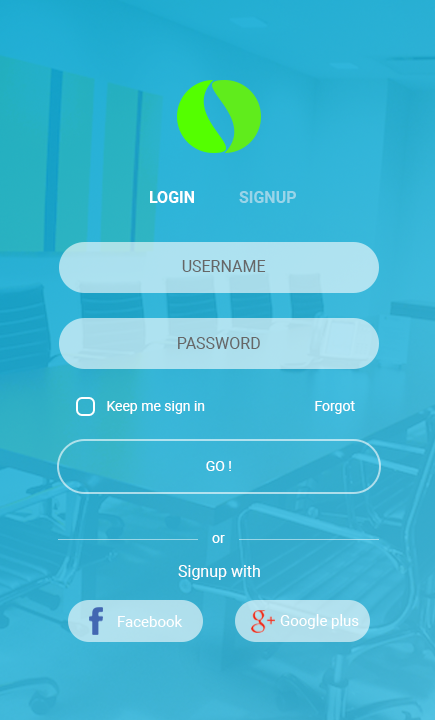 LOGIN SIGNUP
USERNAME
PASSWORD
Keep me sign in Forgot
GO !
or
Signup with
Facebook Google plus